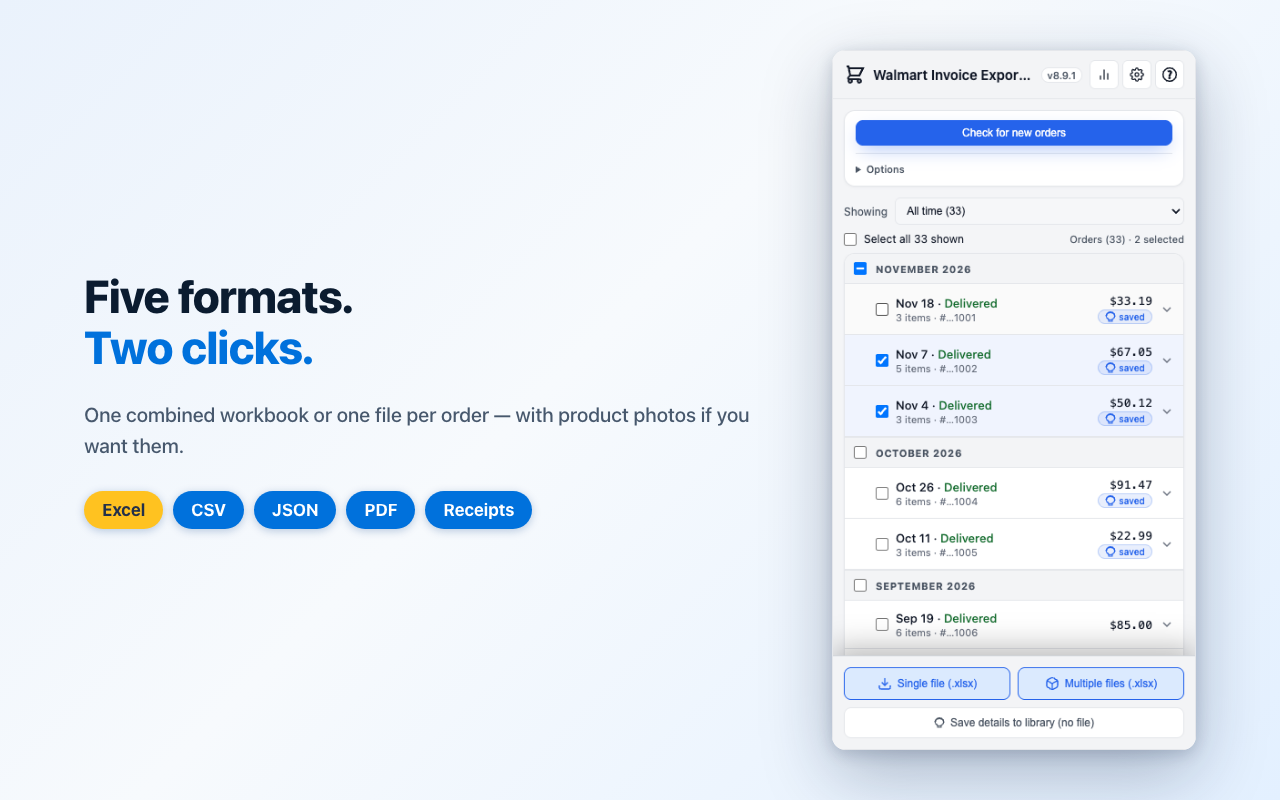 Five formats.
Two clicks.
One combined workbook or one file per order — with product photos if you
want them.
Excel
CSV
JSON
PDF
Receipts
Walmart Invoice Expor...
v8.9.1
Check for new orders
Options
Showing
All time (33)
Select all 33 shown
Orders (33) · 2 selected
NOVEMBER 2026
Nov 18 · Delivered
$33.19
3 items · #...1001
saved
Nov 7 · Delivered
$67.05
5 items · #...1002
saved
Nov 4 · Delivered
$50.12
3 items · #...1003
saved
OCTOBER 2026
Oct 26 · Delivered
$91.47
6 items · #...1004
saved
Oct 11 · Delivered
$22.99
3 items · #...1005
saved
SEPTEMBER 2026
Sep 19 · Delivered
$85.00
6 items · #...1006
Single file (.xlsx)
Multiple files (.xlsx)
Save details to library (no file)